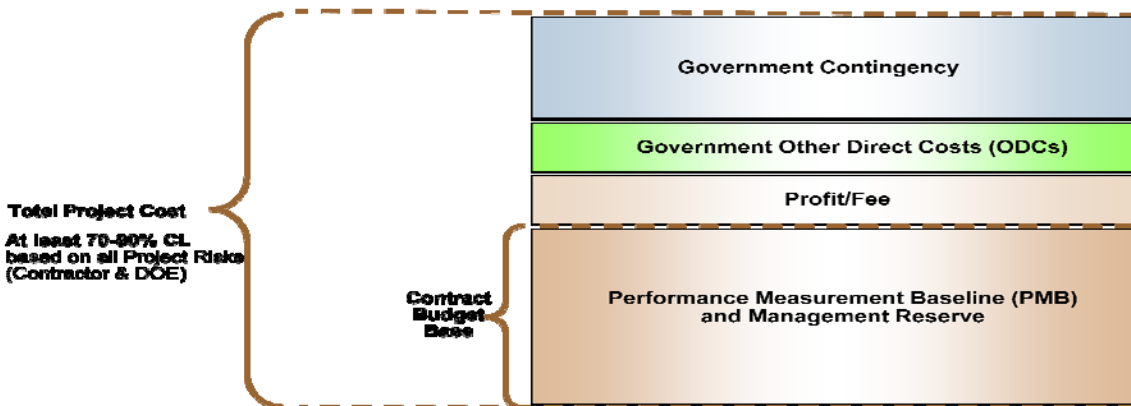 Government Contingency
Government Other Direct Costs (ODCs)
Profit/Fee
Total Project Cost
At least 70-90% CL
based on all Project Risks
(Contractor & DOE)
Contract
Budget
Base
Performance Measurement Baseline (PMB)
and Management Reserve